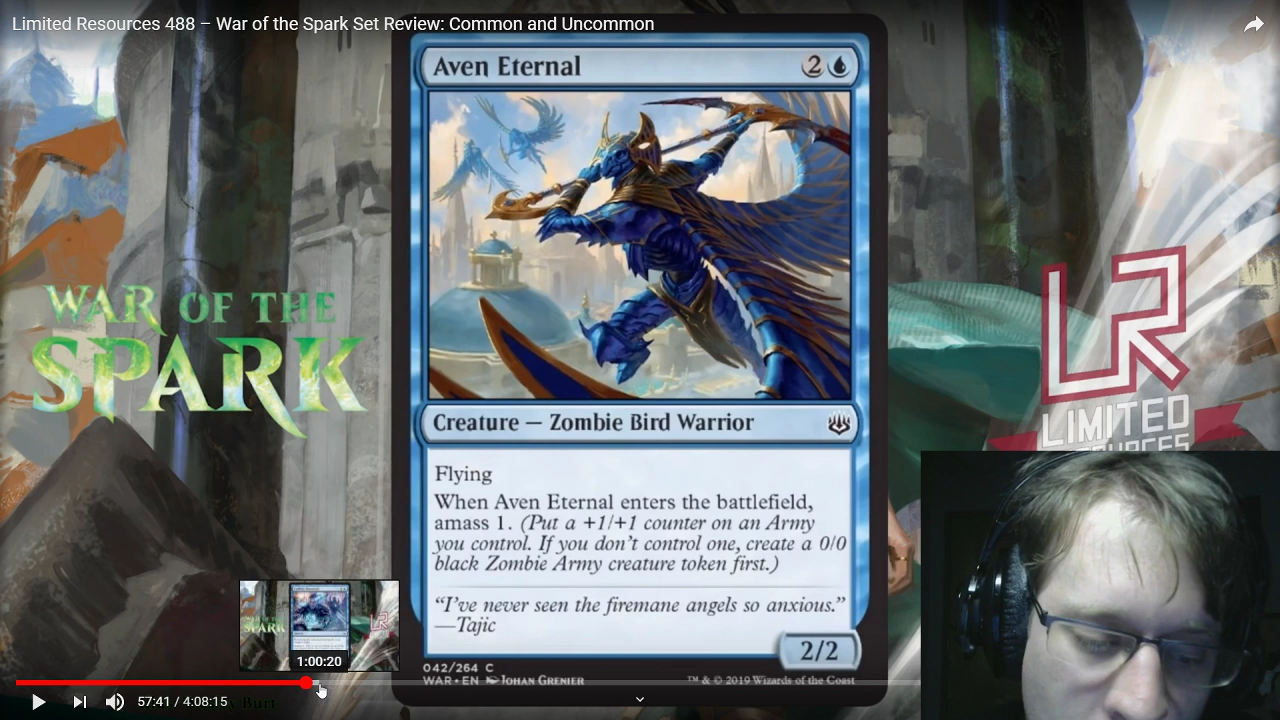 Limited Resources 488 – War of the Spark Set Review: Common and Uncommon
Aven Eternal
2
WAR OF THE
SPARK
LR
LIMITED
Creature — Zombie Bird Warrior
Flying
When Aven Eternal enters the battlefield,
amass 1. (Put a +1/+1 counter on an Army
you control. If you don't control one, create a 0/0
black Zombie Army creature token first.)
"I've never seen the firemane angels so anxious."
—Tajic
2/2
042/264 C
WAR • EN Johan Grenier
™ & © 2019 Wizards of the Coast
SPARK
LR
1:00:20
57:41 / 4:08:15